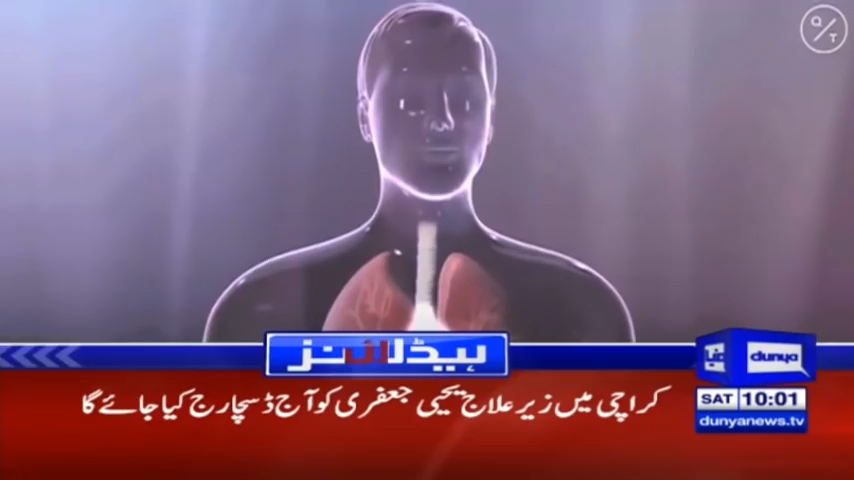 Q
T
ہیڈلائنز
دنیا
dunya
SAT 10:01
dunyanews.tv
کراچی میں زیر علاج یحیی جعفری کو آج ڈسچارج کیا جائے گا